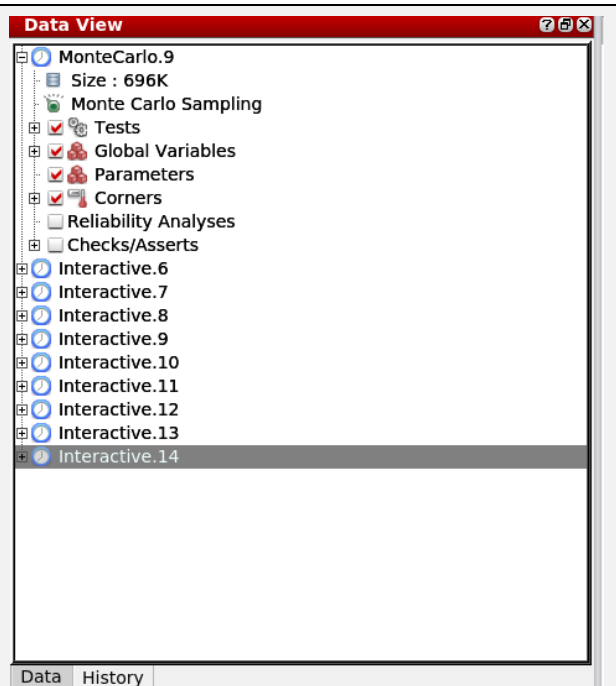 Data View
MonteCarlo.9
Size : 696K
Monte Carlo Sampling
Tests
Global Variables
Parameters
Corners
Reliability Analyses
Checks/Asserts
Interactive.6
Interactive.7
Interactive.8
Interactive.9
Interactive.10
Interactive.11
Interactive.12
Interactive.13
Interactive.14
Data History